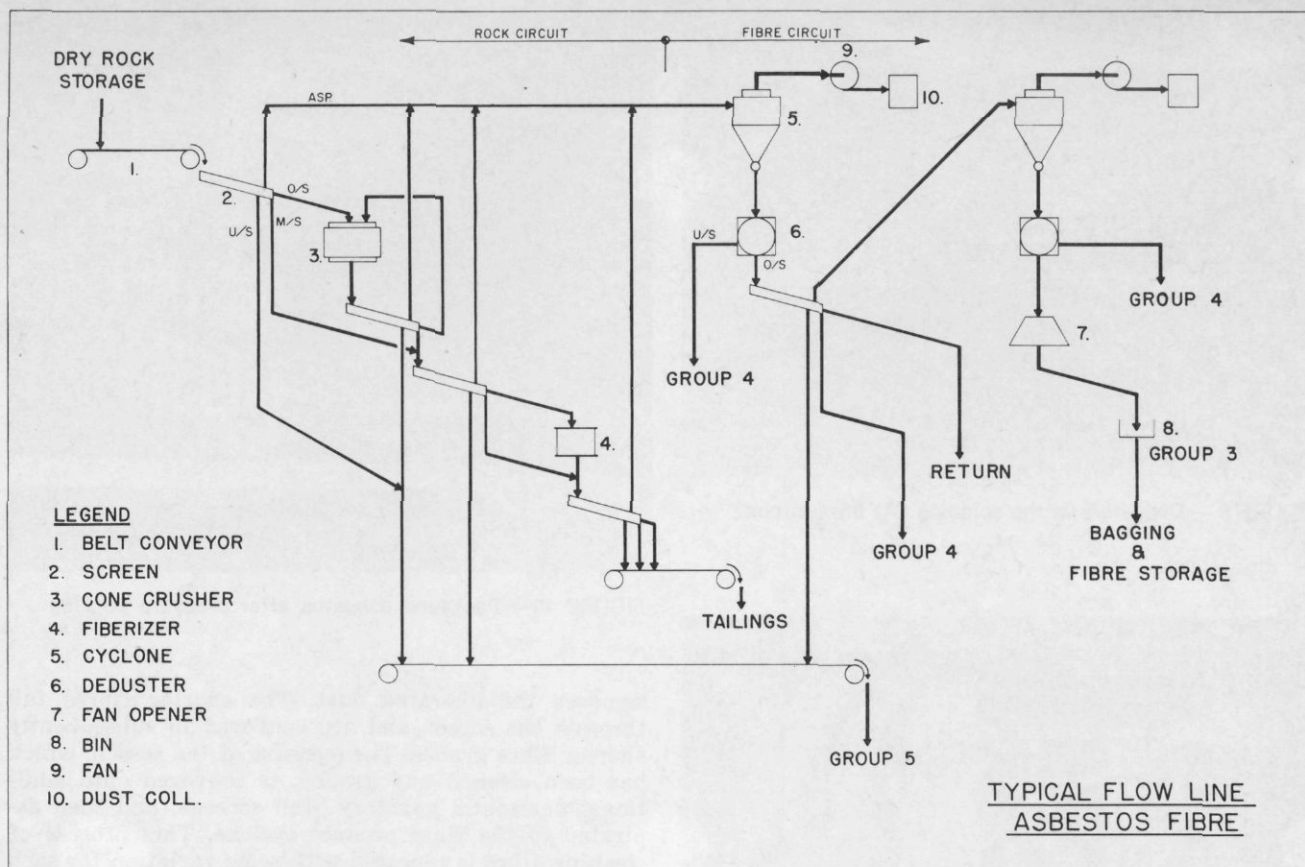 ROCK CIRCUIT
FIBRE CIRCUIT
DRY ROCK
STORAGE
ASP.
9.
10.
5.
1.
2.
O/S
M/S
U/S
3.
U/S
6.
O/S
GROUP 4
7.
GROUP 4
8.
GROUP 3
4.
RETURN
GROUP 4
BAGGING
&
FIBRE STORAGE
TAILINGS
GROUP 5
LEGEND
1. BELT CONVEYOR
2. SCREEN
3. CONE CRUSHER
4. FIBERIZER
5. CYCLONE
6. DEDUSTER
7. FAN OPENER
8. BIN
9. FAN
10. DUST COLL.
TYPICAL FLOW LINE
ASBESTOS FIBRE